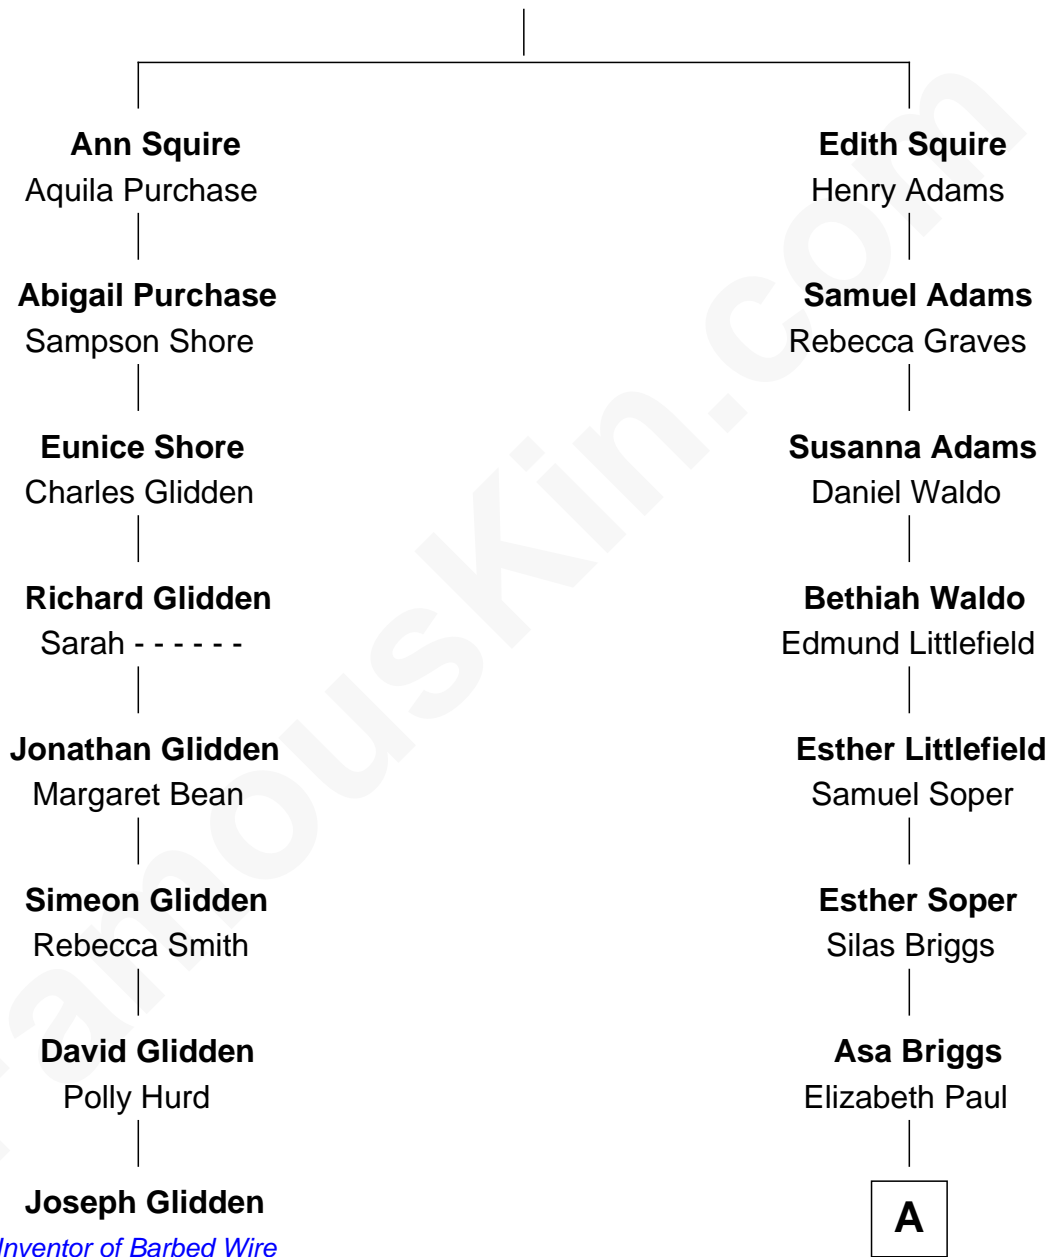 Ann Squire
Aquila Purchase
Abigail Purchase
Sampson Shore
Eunice Shore
Charles Glidden
Richard Glidden
Sarah - - - - - -
Jonathan Glidden
Margaret Bean
Simeon Glidden
Rebecca Smith
David Glidden
Polly Hurd
Joseph Glidden
Inventor of Barbed Wire
Edith Squire
Henry Adams
Samuel Adams
Rebecca Graves
Susanna Adams
Daniel Waldo
Bethiah Waldo
Edmund Littlefield
Esther Littlefield
Samuel Soper
Esther Soper
Silas Briggs
Asa Briggs
Elizabeth Paul
A
FamousKin.com